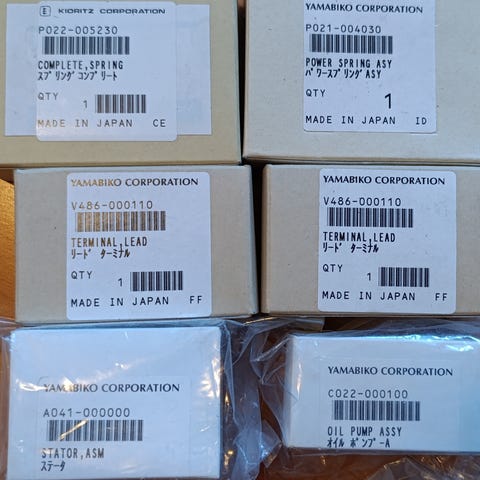 E KIORITZ CORPORATION
P022-005230
COMPLETE,SPRING
スプリング コンプリート
QTY
1
MADE IN JAPAN CE
YAMABIKO CORPORATION
P021-004030
POWER SPRING ASY
パワースプリングASY
QTY
1
MADE IN JAPAN ID
YAMABIKO CORPORATION
V486-000110
TERMINAL,LEAD
リード ターミナル
QTY
1
MADE IN JAPAN FF
YAMABIKO CORPORATION
V486-000110
TERMINAL,LEAD
リード ターミナル
QTY
1
MADE IN JAPAN FF
YAMABIKO CORPORATION
A041-000000
STATOR,ASM
ステータ
YAMABIKO CORPORATION
C022-000100
OIL PUMP ASSY
オイル ポンプ-A